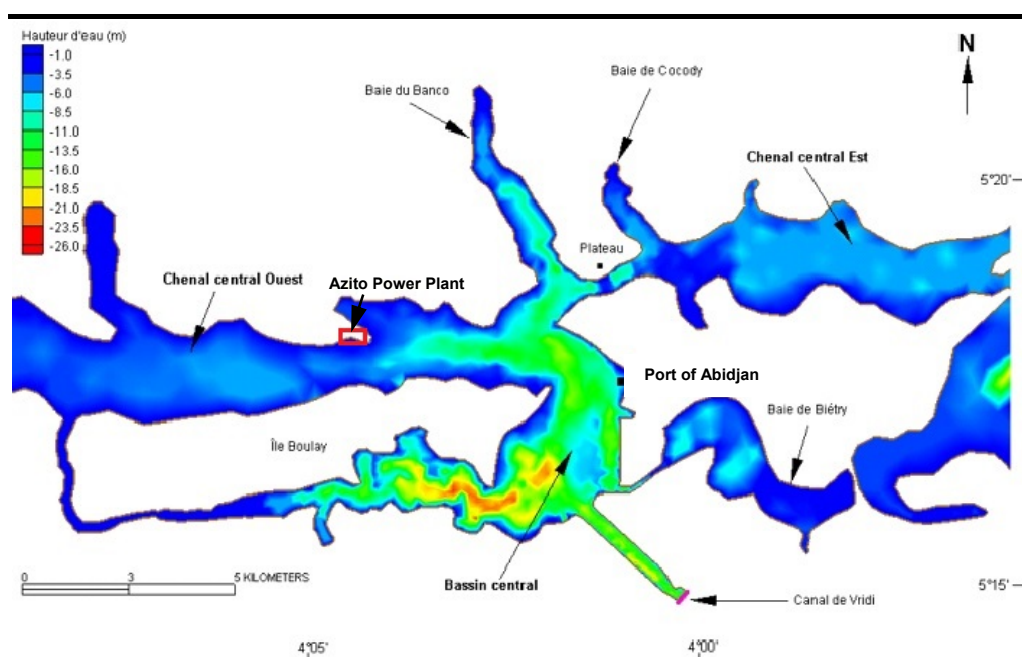 Hauteur d'eau (m)
-1.0
-3.5
-6.0
-8.5
-11.0
-13.5
-16.0
-18.5
-21.0
-23.5
-26.0
N
Baie du Banco
Baie de Cocody
Chenal central Est
5°20'
Plateau
Chenal central Ouest
Azito Power Plant
Port of Abidjan
Baie de Biétry
Île Boulay
0 3 5 KILOMETERS
Bassin central
Canal de Vridi
5°15'
4°05'
4°00'